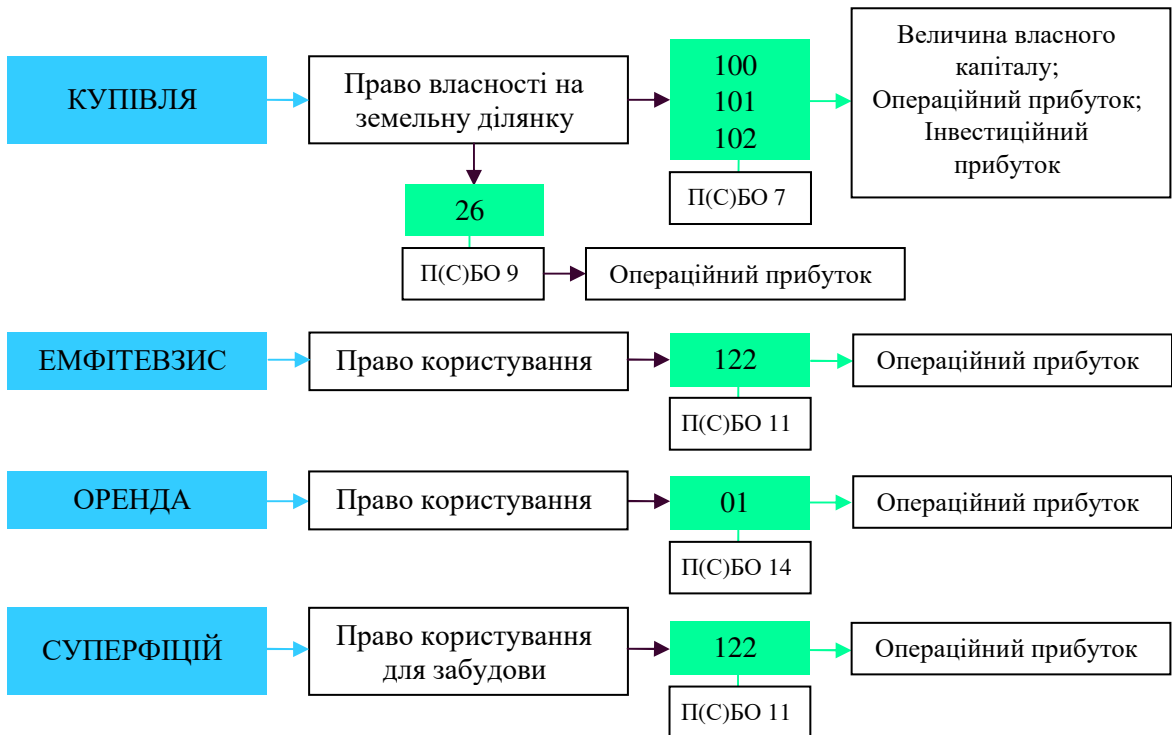 КУПІВЛЯ
Право власності на
земельну ділянку
100
101
102
П(С)БО 7
Величина власного
капіталу;
Операційний прибуток;
Інвестиційний
прибуток
26
П(С)БО 9
Операційний прибуток
ЕМФІТЕВЗИС
Право користування
122
П(С)БО 11
Операційний прибуток
ОРЕНДА
Право користування
01
П(С)БО 14
Операційний прибуток
СУПЕРФІЦІЙ
Право користування
для забудови
122
П(С)БО 11
Операційний прибуток